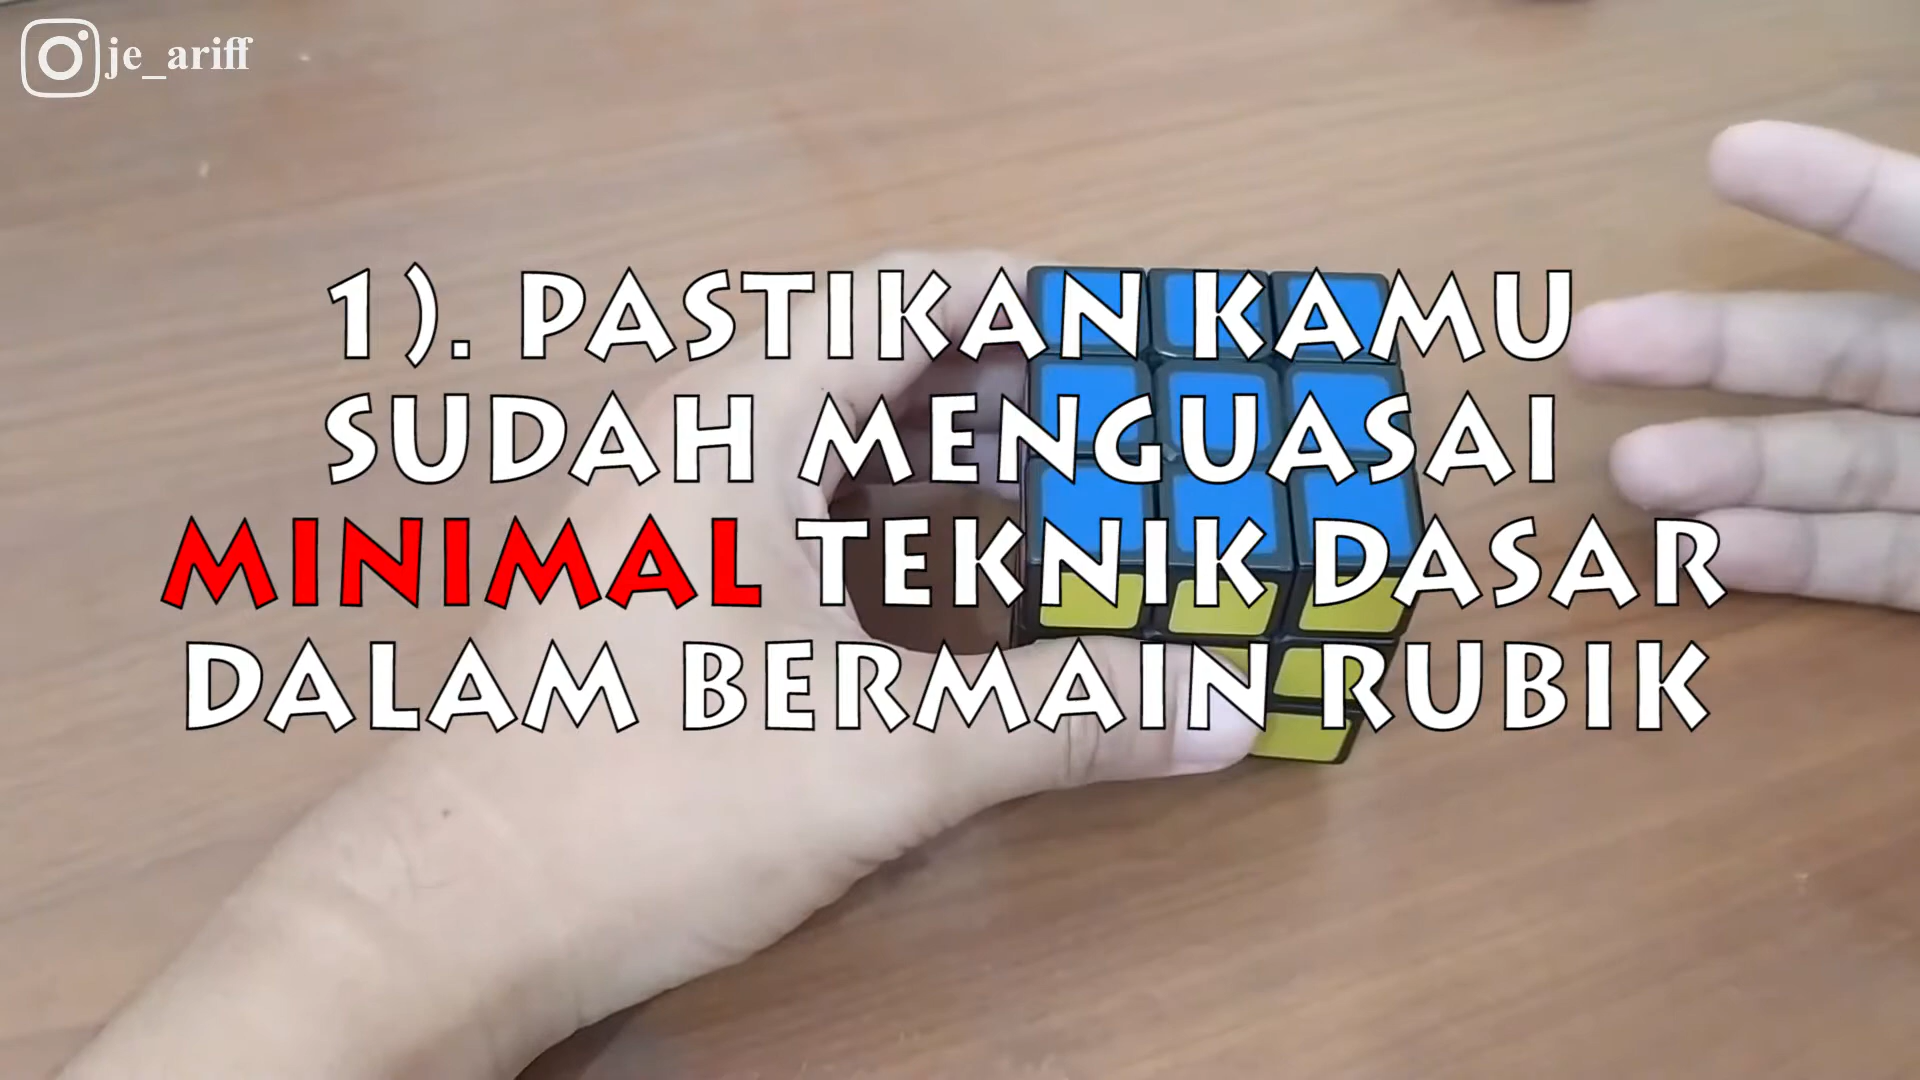 je_ariff
1). PASTIKAN KAMU
SUDAH MENGUASAI
MINIMAL TEKNIK DASAR
DALAM BERMAIN RUBIK